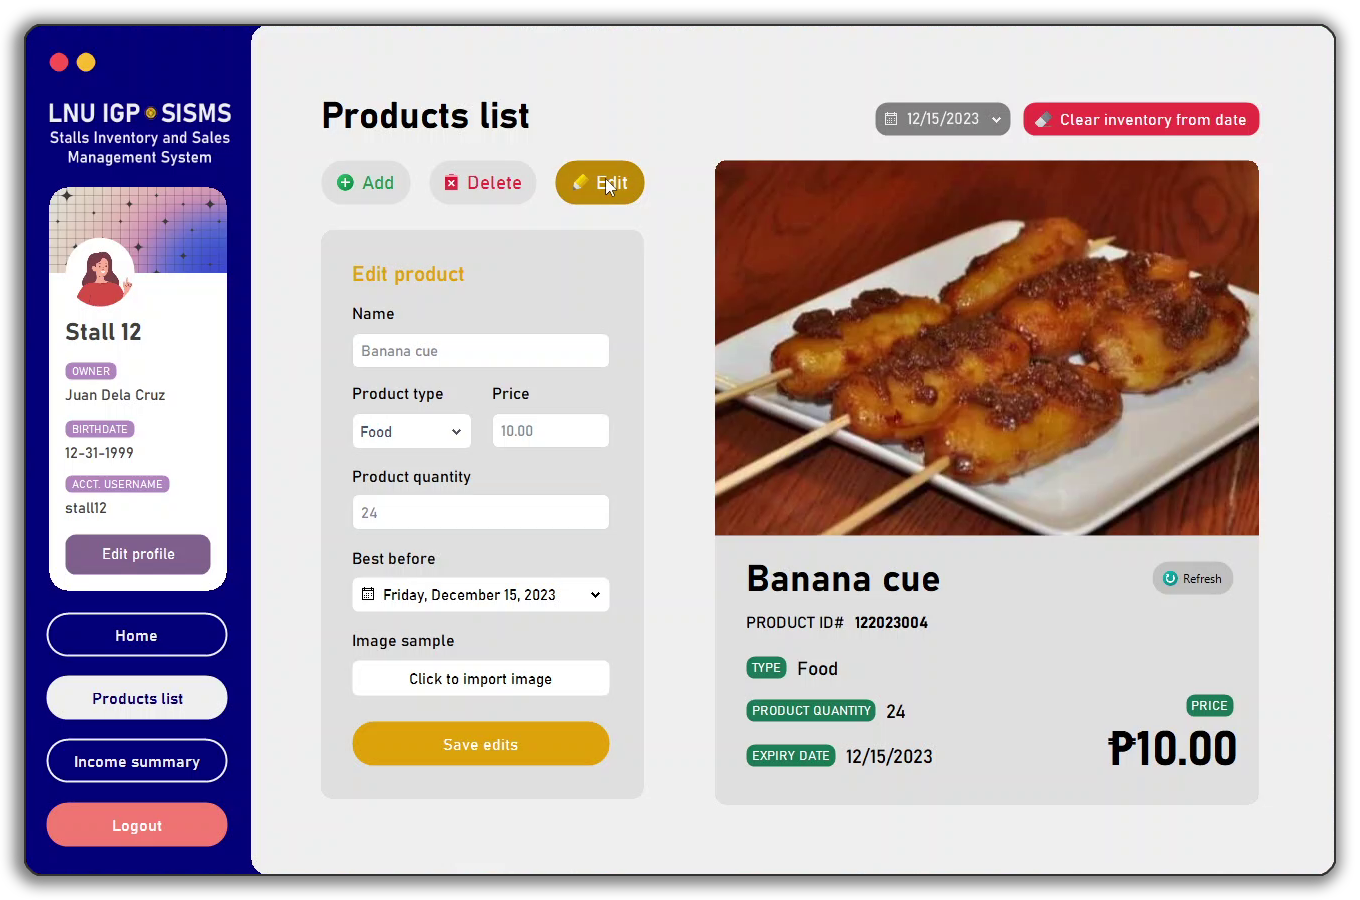 LNU IGP SISMS
Stalls Inventory and Sales
Management System
Stall 12
OWNER
Juan Dela Cruz
BIRTHDATE
12-31-1999
ACCT. USERNAME
stall12
Edit profile
Home
Products list
Income summary
Logout
Products list
12/15/2023
Clear inventory from date
Add
Delete
Edit
Edit product
Name
Banana cue
Product type
Price
Food
10.00
Product quantity
24
Best before
Friday, December 15, 2023
Image sample
Click to import image
Save edits
Banana cue
Refresh
PRODUCT ID# 122023004
TYPE Food
PRODUCT QUANTITY 24
EXPIRY DATE 12/15/2023
PRICE
₱10.00